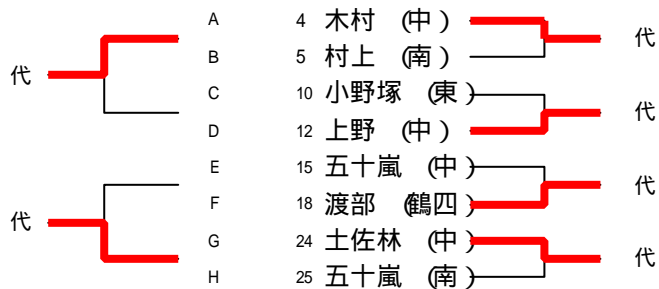 A 4 木村 (中)
代
B 5 村上 (南)
代
C 10 小野塚 (東)
代
D 12 上野 (中)
E 15 五十嵐 (中)
代
代
F 18 渡部 (鶴四)
G 24 土佐林 (中)
代
H 25 五十嵐 (南)